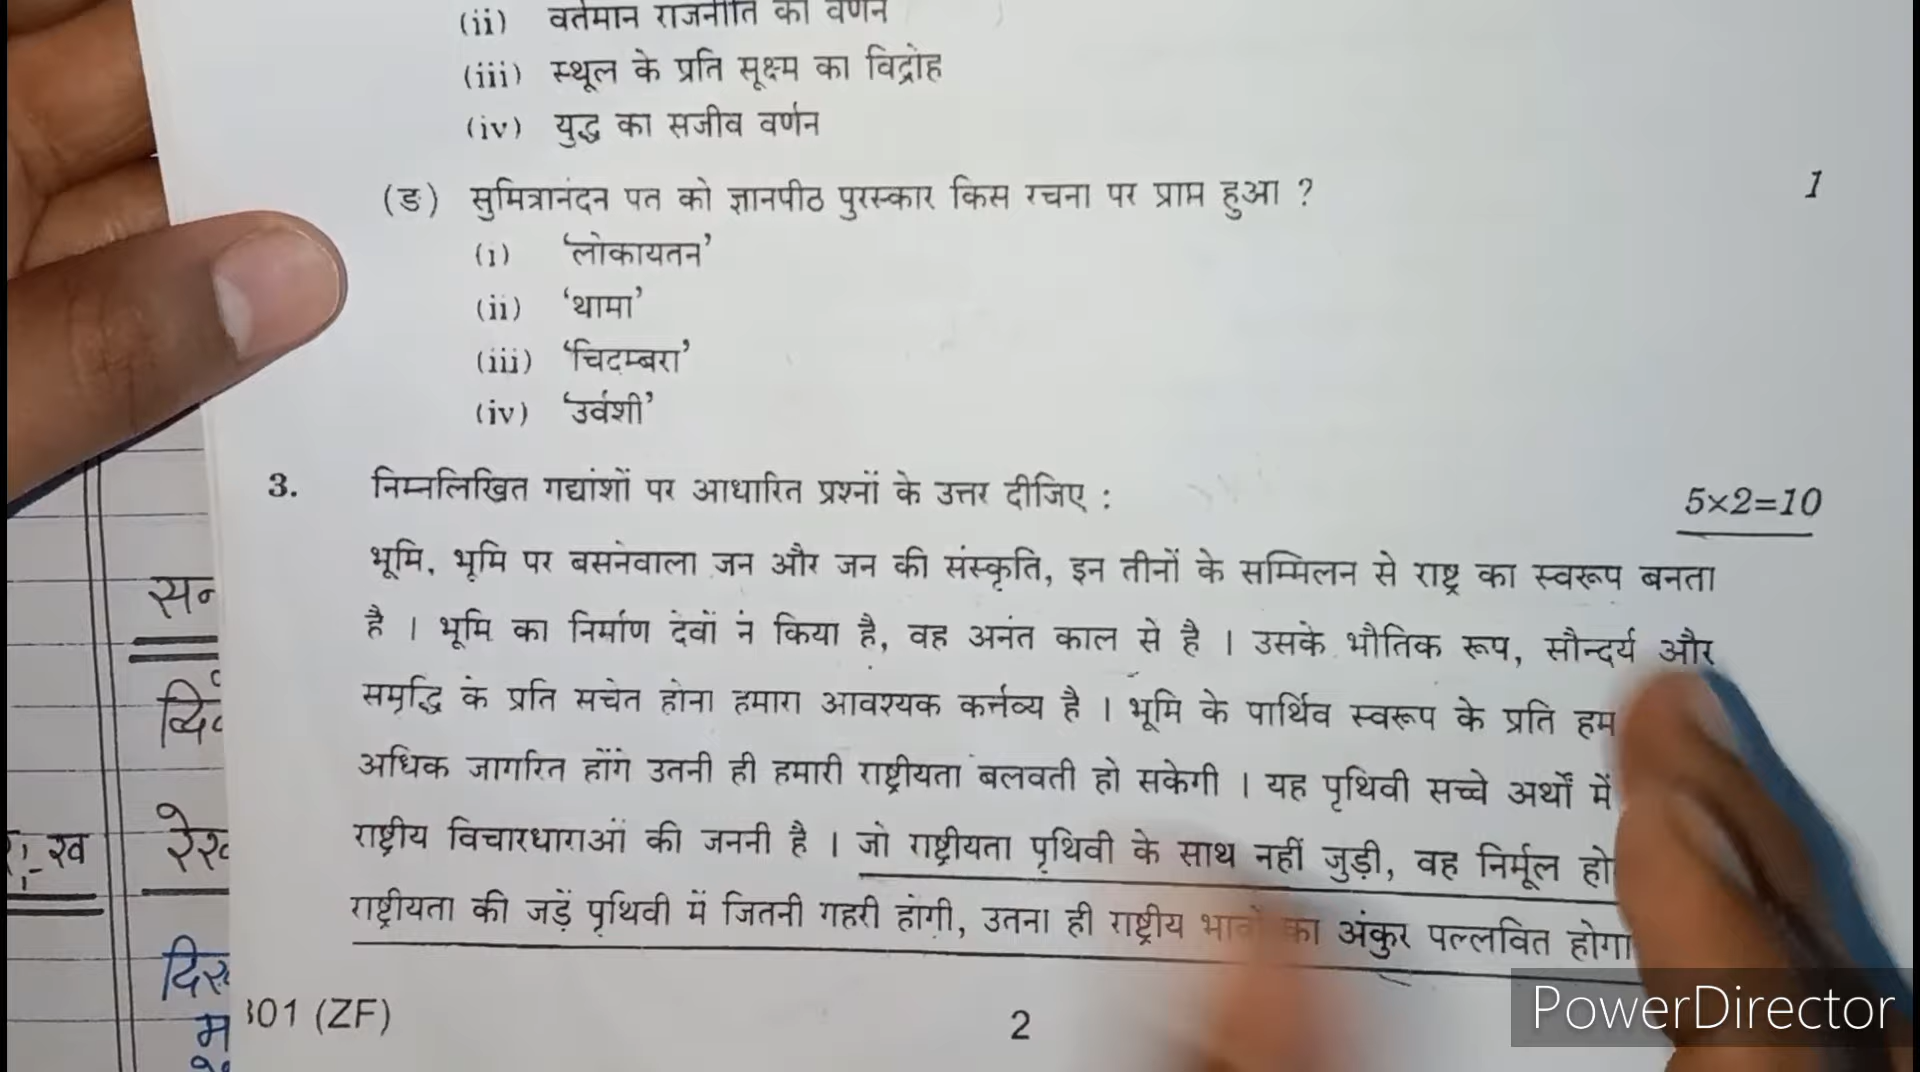 (ii) वर्तमान राजनीति का वर्णन
(iii) स्थूल के प्रति सूक्ष्म का विद्रोह
(iv) युद्ध का सजीव वर्णन
(ङ) सुमित्रानंदन पंत को ज्ञानपीठ पुरस्कार किस रचना पर प्राप्त हुआ ? 1
(i) ‘लोकायतन’
(ii) ‘थामा’
(iii) ‘चिदम्बरा’
(iv) ‘उर्वशी’
3. निम्नलिखित गद्यांशों पर आधारित प्रश्नों के उत्तर दीजिए : 5×2=10
भूमि, भूमि पर बसनेवाला जन और जन की संस्कृति, इन तीनों के सम्मिलन से राष्ट्र का स्वरूप बनता
है । भूमि का निर्माण देवों ने किया है, वह अनंत काल से है । उसके भौतिक रूप, सौन्दर्य और
समृद्धि के प्रति सचेत होना हमारा आवश्यक कर्त्तव्य है । भूमि के पार्थिव स्वरूप के प्रति हम
अधिक जागरित होंगे उतनी ही हमारी राष्ट्रीयता बलवती हो सकेगी । यह पृथिवी सच्चे अर्थों में
राष्ट्रीय विचारधाराओं की जननी है । जो राष्ट्रीयता पृथिवी के साथ नहीं जुड़ी, वह निर्मूल हो
राष्ट्रीयता की जड़ें पृथिवी में जितनी गहरी होंगी, उतना ही राष्ट्रीय भावों का अंकुर पल्लवित होगा
301 (ZF) 2
PowerDirector